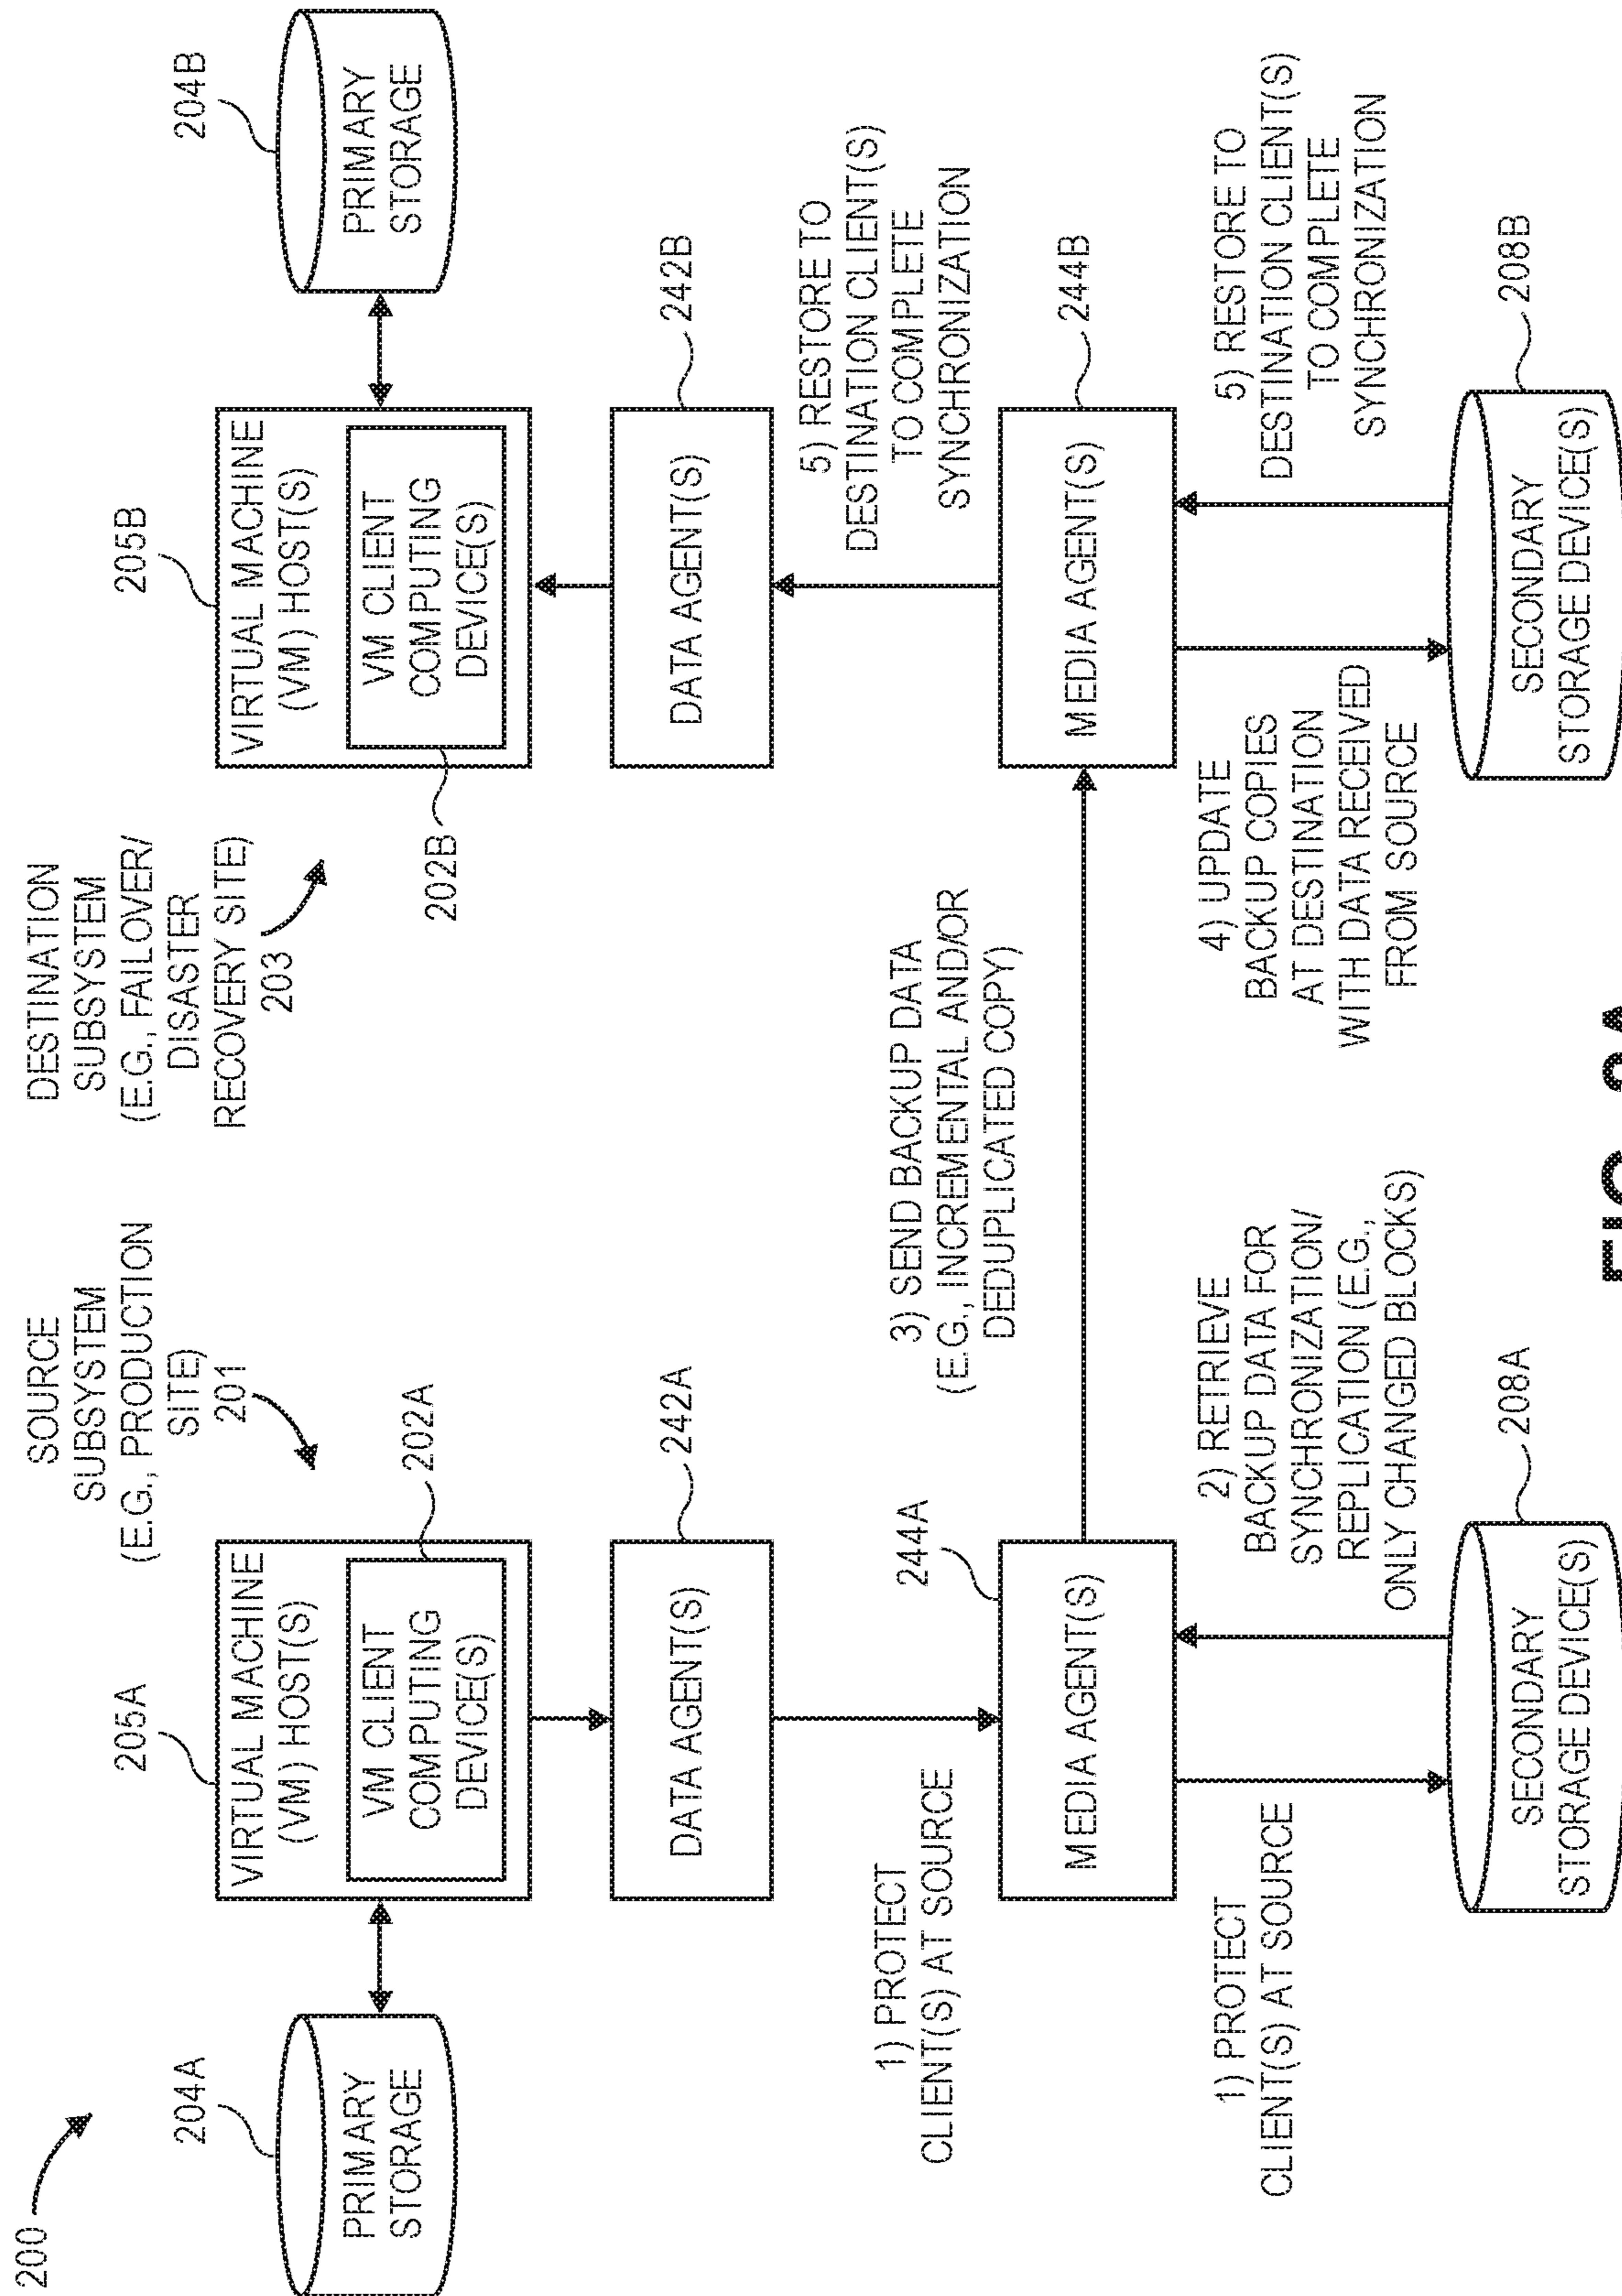 200
SOURCE
SUBSYSTEM
(E.G., PRODUCTION
SITE)
201
DESTINATION
SUBSYSTEM
(E.G., FAILOVER/
DISASTER
RECOVERY SITE)
203
204A
PRIMARY
STORAGE
205A
VIRTUAL MACHINE
(VM) HOST(S)
VM CLIENT
COMPUTING
DEVICE(S)
202A
205B
VIRTUAL MACHINE
(VM) HOST(S)
VM CLIENT
COMPUTING
DEVICE(S)
202B
204B
PRIMARY
STORAGE
DATA AGENT(S)
242A
DATA AGENT(S)
242B
1) PROTECT
CLIENT(S) AT SOURCE
244A
MEDIA AGENT(S)
3) SEND BACKUP DATA
(E.G., INCREMENTAL AND/OR
DEDUPLICATED COPY)
5) RESTORE TO
DESTINATION CLIENT(S)
TO COMPLETE
SYNCHRONIZATION
MEDIA AGENT(S)
244B
1) PROTECT
CLIENT(S) AT SOURCE
2) RETRIEVE
BACKUP DATA FOR
SYNCHRONIZATION/
REPLICATION (E.G.,
ONLY CHANGED BLOCKS)
4) UPDATE
BACKUP COPIES
AT DESTINATION
WITH DATA RECEIVED
FROM SOURCE
5) RESTORE TO
DESTINATION CLIENT(S)
TO COMPLETE
SYNCHRONIZATION
SECONDARY
STORAGE DEVICE(S)
208A
SECONDARY
STORAGE DEVICE(S)
208B